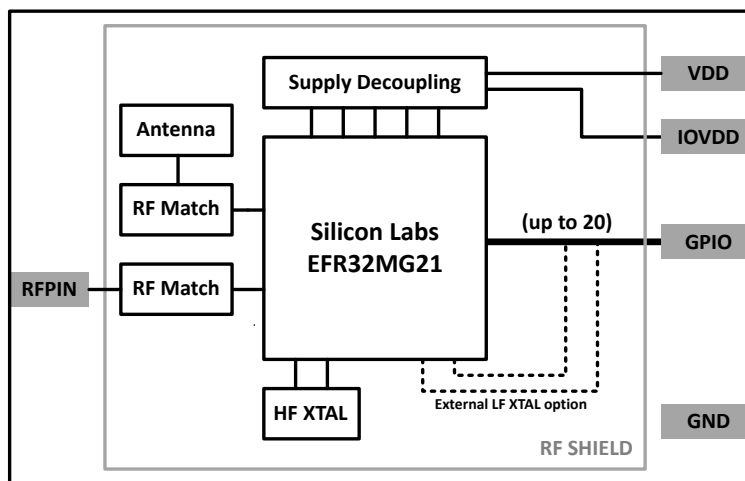 Supply Decoupling
VDD
Antenna
IOVDD
RF Match
Silicon Labs
EFR32MG21
(up to 20)
GPIO
RFPIN
RF Match
HF XTAL
External LF XTAL option
GND
RF SHIELD